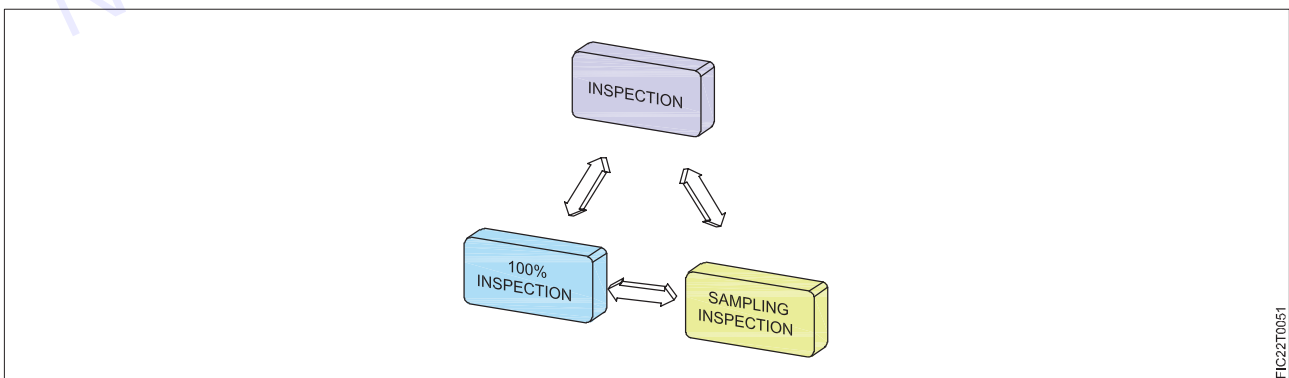 INSPECTION
100%
INSPECTION
SAMPLING
INSPECTION
FIC22T0051